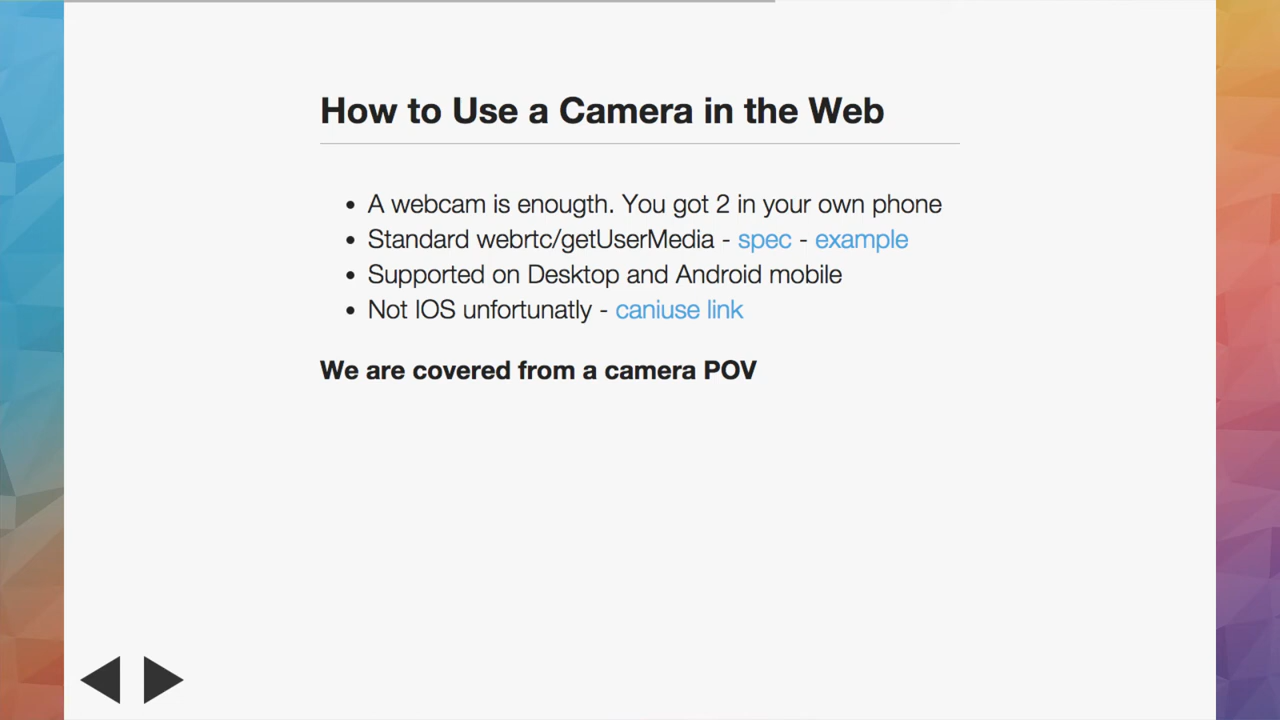 How to Use a Camera in the Web
• A webcam is enougth. You got 2 in your own phone
• Standard webrtc/getUserMedia - spec - example
• Supported on Desktop and Android mobile
• Not IOS unfortunatly - caniuse link
We are covered from a camera POV